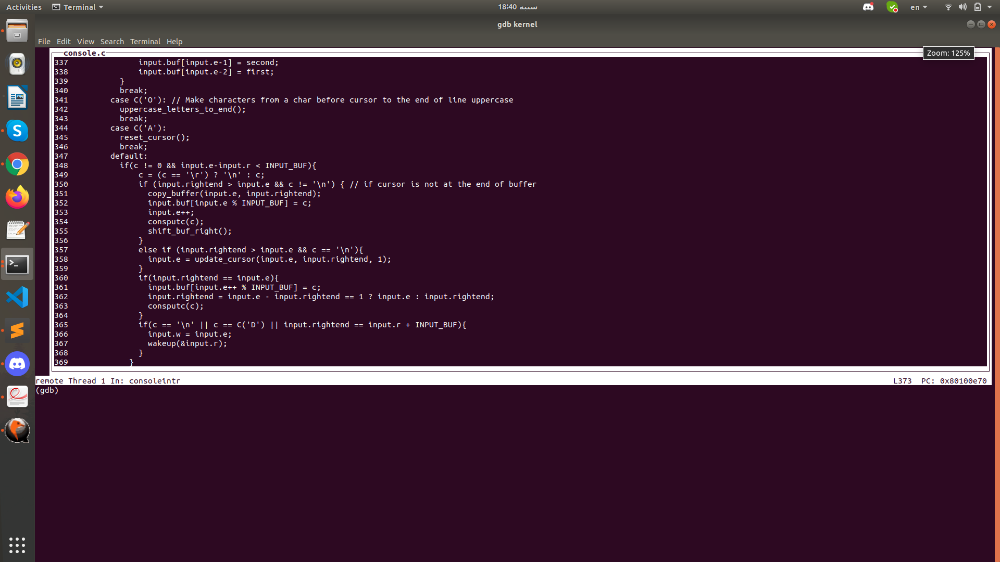 Activities Terminal شنبه 18:40 en
gdb kernel
File Edit View Search Terminal Help
Zoom: 125%
console.c
337               input.buf[input.e-1] = second;
338               input.buf[input.e-2] = first;
339           }
340           break;
341         case C('O'): // Make characters from a char before cursor to the end of line uppercase
342           uppercase_letters_to_end();
343           break;
344         case C('A'):
345           reset_cursor();
346           break;
347         default:
348           if(c != 0 && input.e-input.r < INPUT_BUF){
349               c = (c == '\r') ? '\n' : c;
350               if (input.rightend > input.e && c != '\n') { // if cursor is not at the end of buffer
351                 copy_buffer(input.e, input.rightend);
352                 input.buf[input.e % INPUT_BUF] = c;
353                 input.e++;
354                 consputc(c);
355                 shift_buf_right();
356               }
357               else if (input.rightend > input.e && c == '\n'){
358                 input.e = update_cursor(input.e, input.rightend, 1);
359               }
360               if(input.rightend == input.e){
361                 input.buf[input.e++ % INPUT_BUF] = c;
362                 input.rightend = input.e - input.rightend == 1 ? input.e : input.rightend;
363                 consputc(c);
364               }
365               if(c == '\n' || c == C('D') || input.rightend == input.r + INPUT_BUF){
366                 input.w = input.e;
367                 wakeup(&input.r);
368               }
369             }
remote Thread 1 In: consoleintr L373 PC: 0x80100e70
(gdb)